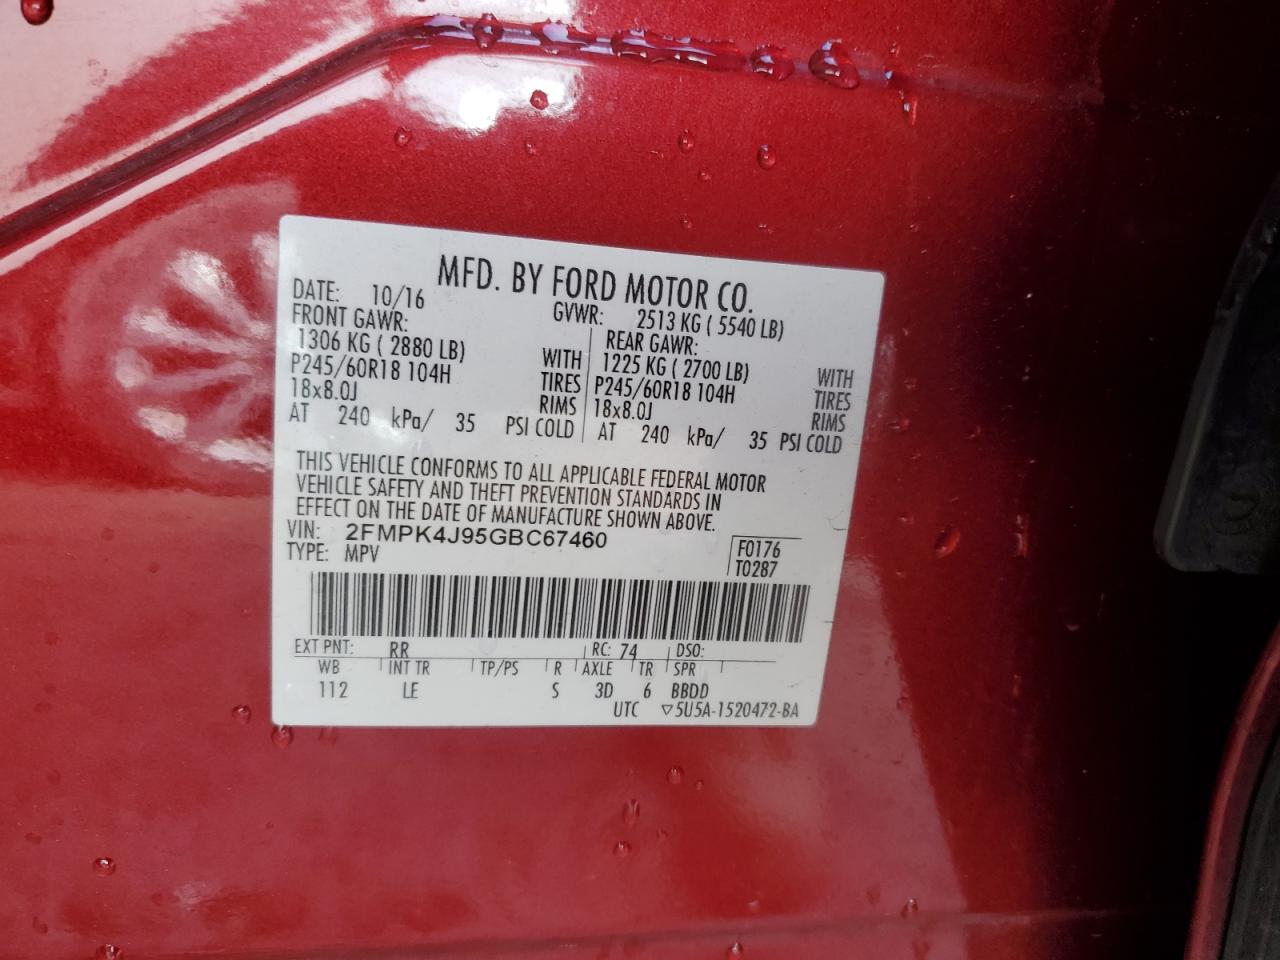 MFD. BY FORD MOTOR CO.
DATE: 10/16 GVWR: 2513 KG ( 5540 LB)
FRONT GAWR: REAR GAWR:
1306 KG ( 2880 LB) WITH 1225 KG ( 2700 LB) WITH
P245/60R18 104H TIRES P245/60R18 104H TIRES
18x8.0J RIMS 18x8.0J RIMS
AT 240 kPa/ 35 PSI COLD AT 240 kPa/ 35 PSI COLD
THIS VEHICLE CONFORMS TO ALL APPLICABLE FEDERAL MOTOR
VEHICLE SAFETY AND THEFT PREVENTION STANDARDS IN
EFFECT ON THE DATE OF MANUFACTURE SHOWN ABOVE.
VIN: 2FMPK4J95GBC67460
TYPE: MPV
F0176
T0287
EXT PNT: RR RC: 74 DSO:
WB INT TR TP/PS R AXLE TR SPR
112 LE S 3D 6 BBDD
UTC ▽5U5A-1520472-BA